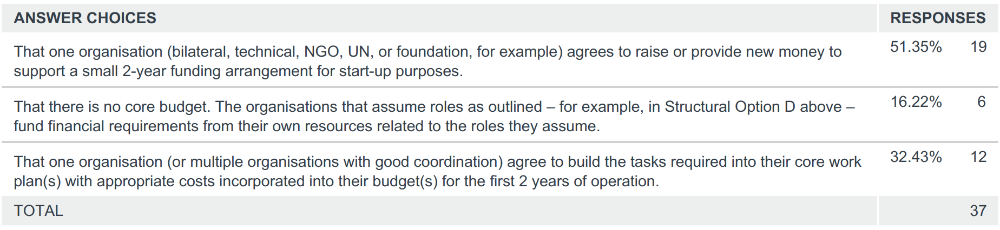 ANSWER CHOICES RESPONSES
That one organisation (bilateral, technical, NGO, UN, or foundation, for example) agrees to raise or provide new money to 51.35% 19
support a small 2-year funding arrangement for start-up purposes.
That there is no core budget. The organisations that assume roles as outlined – for example, in Structural Option D above – 16.22% 6
fund financial requirements from their own resources related to the roles they assume.
That one organisation (or multiple organisations with good coordination) agree to build the tasks required into their core work 32.43% 12
plan(s) with appropriate costs incorporated into their budget(s) for the first 2 years of operation.
TOTAL 37